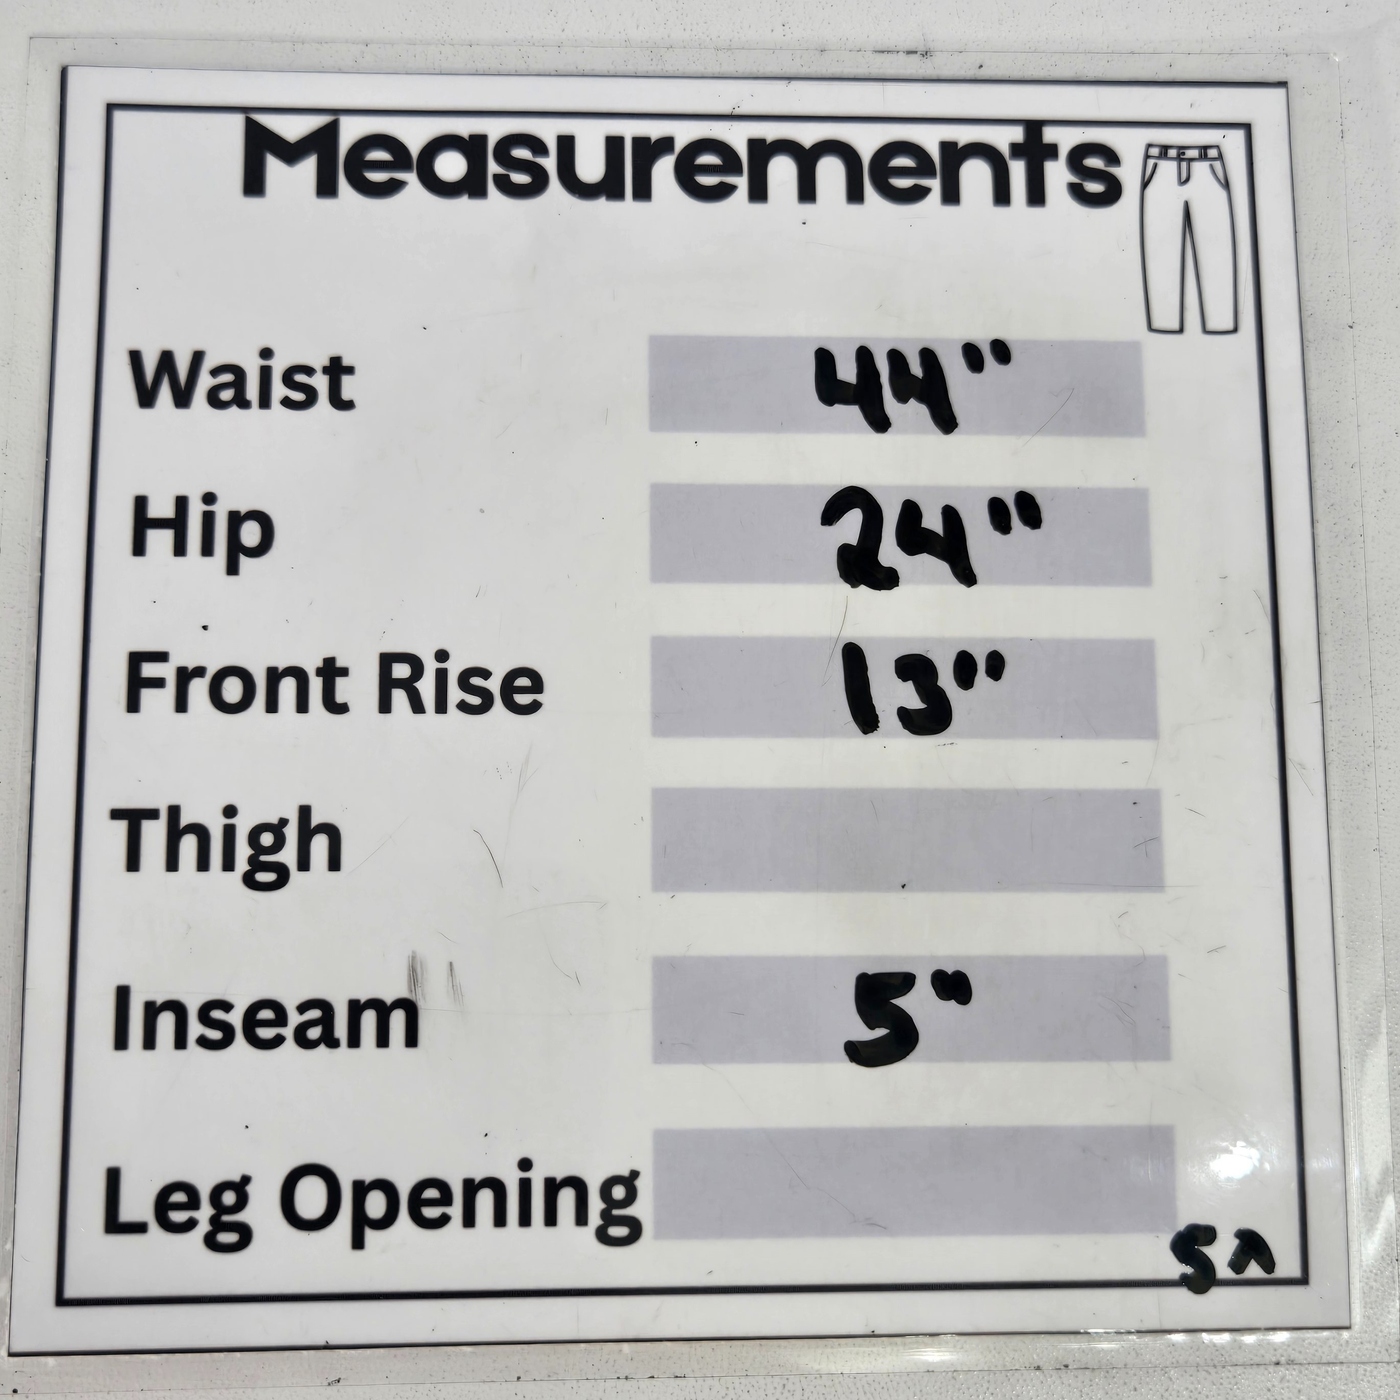 Measurements
Waist 44"
Hip 24"
Front Rise 13"
Thigh
Inseam 5"
Leg Opening